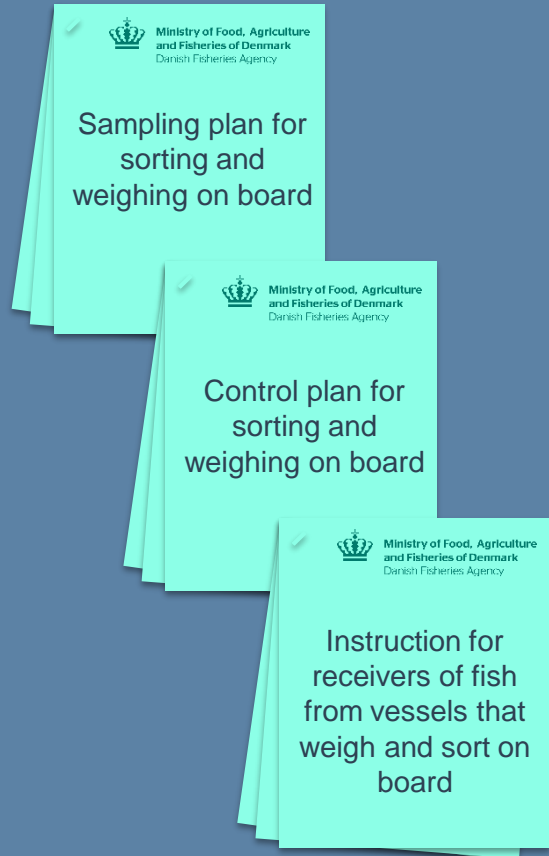 Ministry of Food, Agriculture
and Fisheries of Denmark
Danish Fisheries Agency
Sampling plan for
sorting and
weighing on board
Ministry of Food, Agriculture
and Fisheries of Denmark
Danish Fisheries Agency
Control plan for
sorting and
weighing on board
Ministry of Food, Agriculture
and Fisheries of Denmark
Danish Fisheries Agency
Instruction for
receivers of fish
from vessels that
weigh and sort on
board